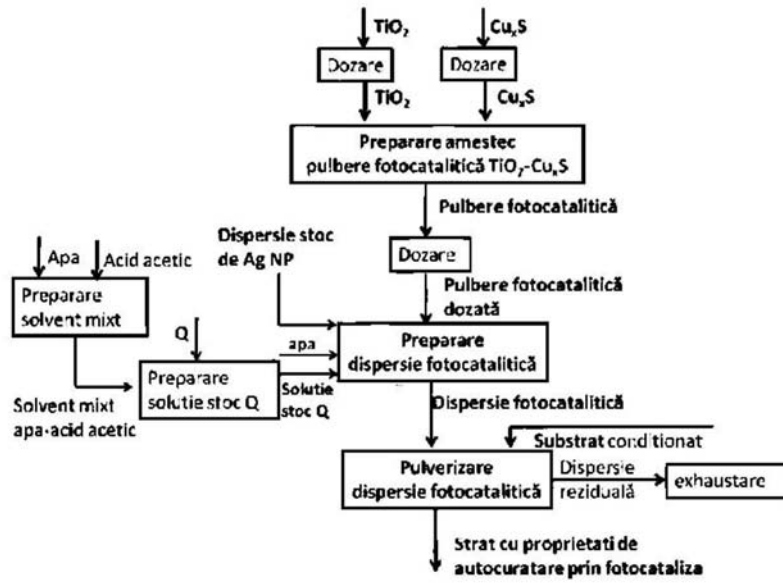 TiO₂
CuₓS
Dozare
Dozare
TiO₂
CuₓS
Preparare amestec
pulbere fotocatalitică TiO₂-CuₓS
Pulbere fotocatalitică
Dispersie stoc
de Ag NP
Dozare
Apa
Acid acetic
Pulbere fotocatalitică
dozată
Preparare
solvent mixt
Q
apa
Preparare
dispersie fotocatalitică
Preparare
solutie stoc Q
Solutie
stoc Q
Solvent mixt
apa-acid acetic
Dispersie fotocatalitică
Substrat conditionat
Pulverizare
dispersie fotocatalitică
Dispersie
reziduală
exhaustare
Strat cu proprietati de
autocuratare prin fotocataliza